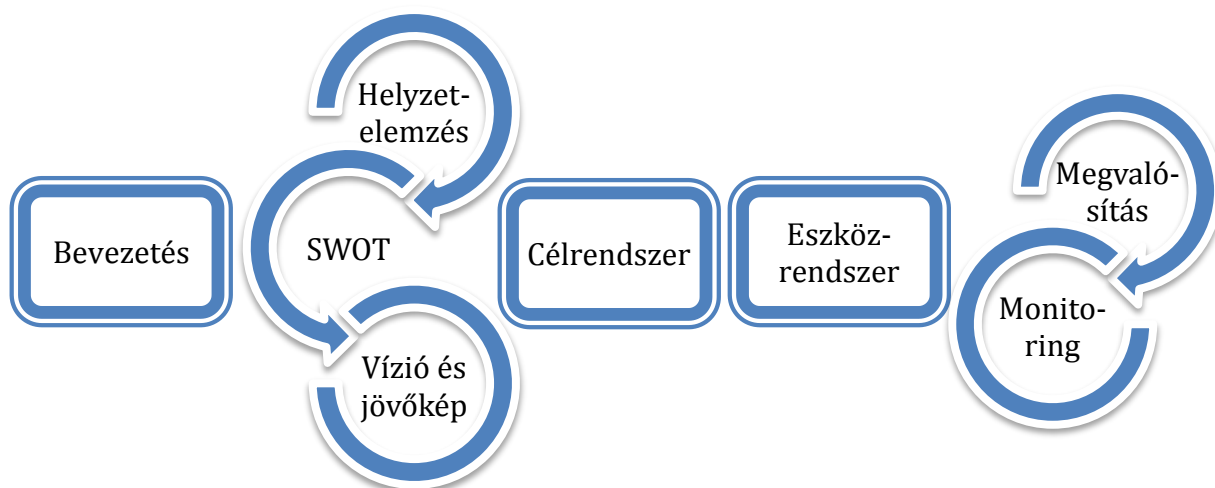 Bevezetés
Helyzet-
elemzés
SWOT
Vízió és
jövőkép
Célrendszer
Eszköz-
rendszer
Megvaló-
sítás
Monito-
ring